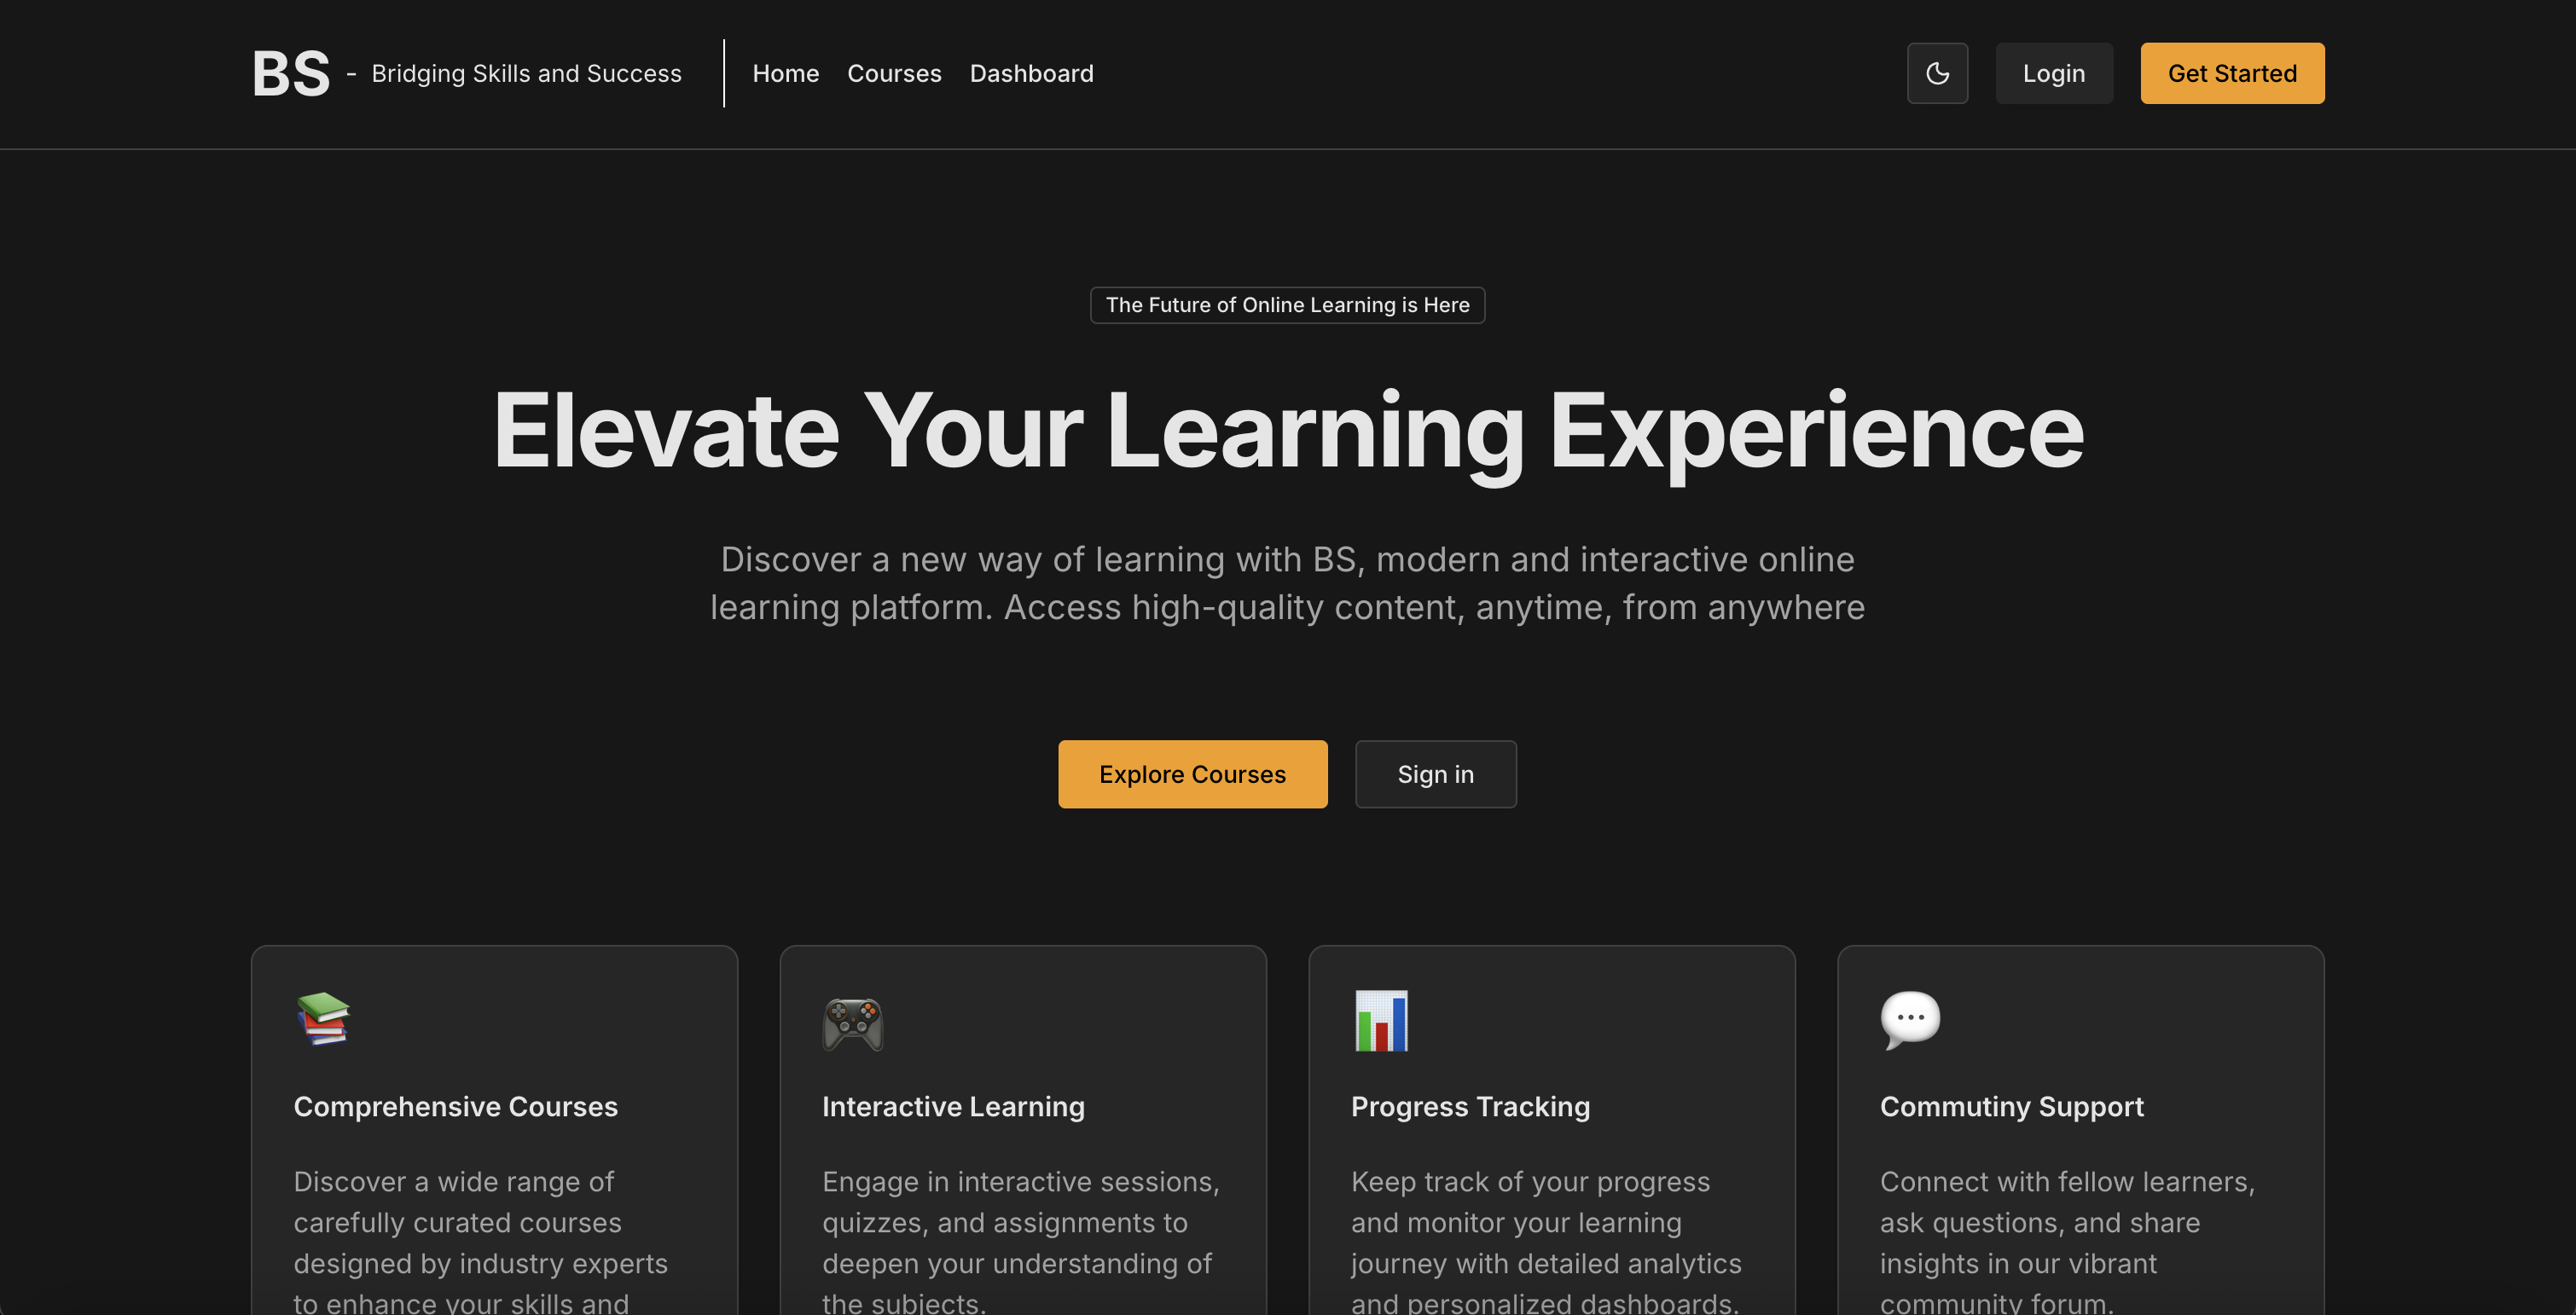 BS - Bridging Skills and Success
Home Courses Dashboard
Login
Get Started
The Future of Online Learning is Here
Elevate Your Learning Experience
Discover a new way of learning with BS, modern and interactive online
learning platform. Access high-quality content, anytime, from anywhere
Explore Courses
Sign in
Comprehensive Courses
Discover a wide range of
carefully curated courses
designed by industry experts
to enhance your skills and
Interactive Learning
Engage in interactive sessions,
quizzes, and assignments to
deepen your understanding of
the subjects.
Progress Tracking
Keep track of your progress
and monitor your learning
journey with detailed analytics
and personalized dashboards.
Commutiny Support
Connect with fellow learners,
ask questions, and share
insights in our vibrant
community forum.